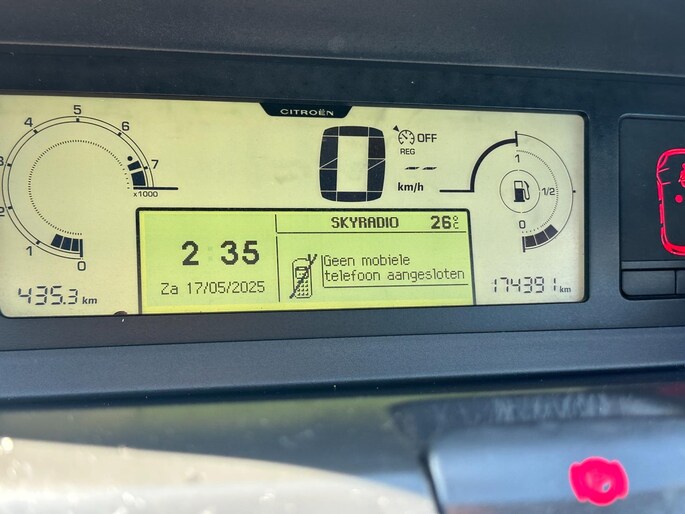 CITROËN
4
5
6
3
7
x1000
2
1
0
435.3 km
0
km/h
REG
OFF
--
1
1/2
0
174391 km
SKYRADIO 26°C
2 35
Za 17/05/2025
Geen mobiele
telefoon aangesloten